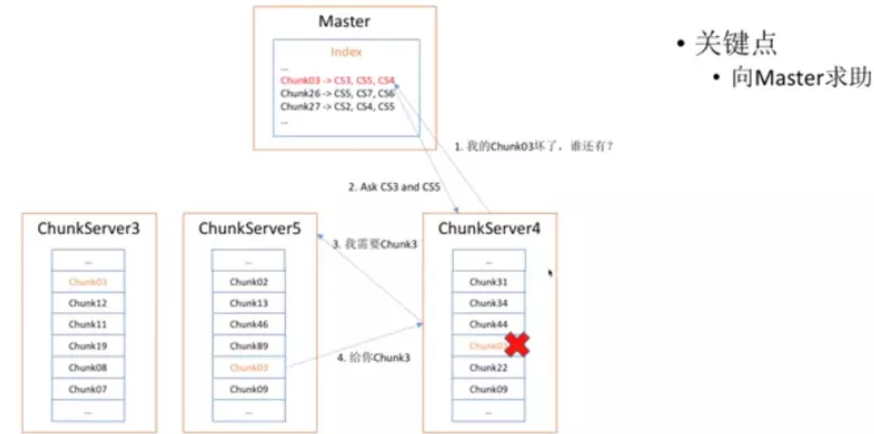 Master
Index
...
Chunk03 -> CS3, CS5, CS4
Chunk26 -> CS5, CS7, CS6
Chunk27 -> CS2, CS4, CS5
...
• 关键点
• 向Master求助
1. 我的Chunk03坏了，谁还有？
2. Ask CS3 and CS5
ChunkServer3
...
Chunk03
Chunk12
Chunk11
Chunk19
Chunk08
Chunk07
...
ChunkServer5
...
Chunk02
Chunk13
Chunk46
Chunk89
Chunk03
Chunk09
...
3. 我需要Chunk3
4. 给你Chunk3
ChunkServer4
...
Chunk31
Chunk34
Chunk44
Chunk0
Chunk22
Chunk09
...